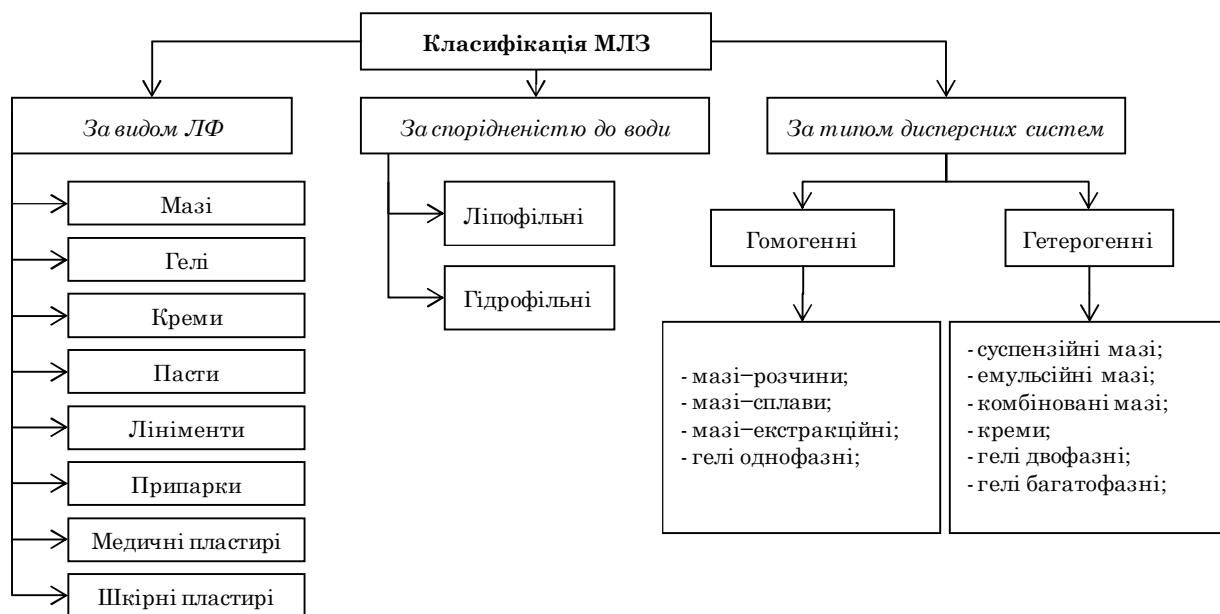 Класифікація МЛЗ
За видом ЛФ
За спорідненістю до води
За типом дисперсних систем
Мазі
Гелі
Креми
Пасти
Лініменти
Припарки
Медичні пластирі
Шкірні пластирі
Ліпофільні
Гідрофільні
Гомогенні
Гетерогенні
- мазі–розчини;
- мазі–сплави;
- мазі–екстракційні;
- гелі однофазні;
- суспензійні мазі;
- емульсійні мазі;
- комбіновані мазі;
- креми;
- гелі двофазні;
- гелі багатофазні;